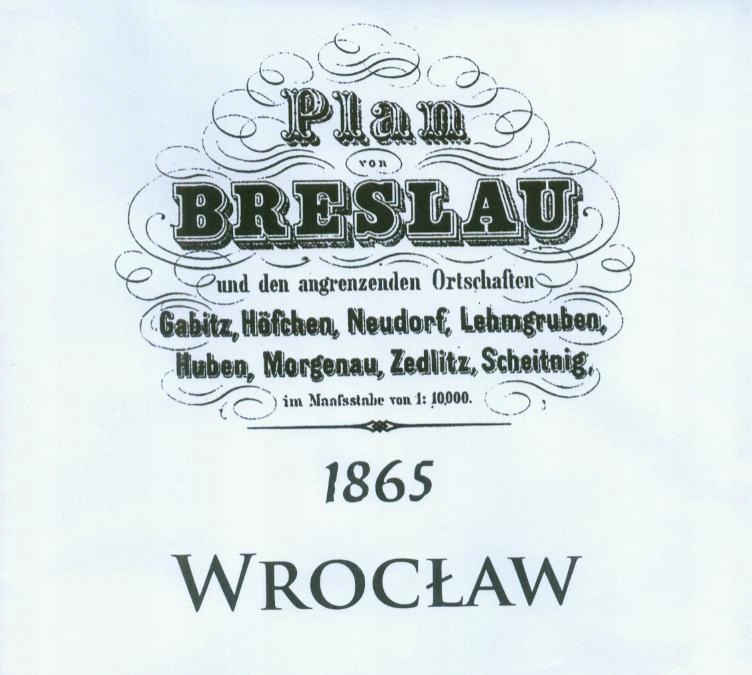 Plan
von
BRESLAU
und den angrenzenden Ortschaften
Gabitz, Höfchen, Neudorf, Lehmgruben,
Huben, Morgenau, Zedlitz, Scheitnig,
im Maaſsstabe von 1: 10,000.
1865
WROCŁAW